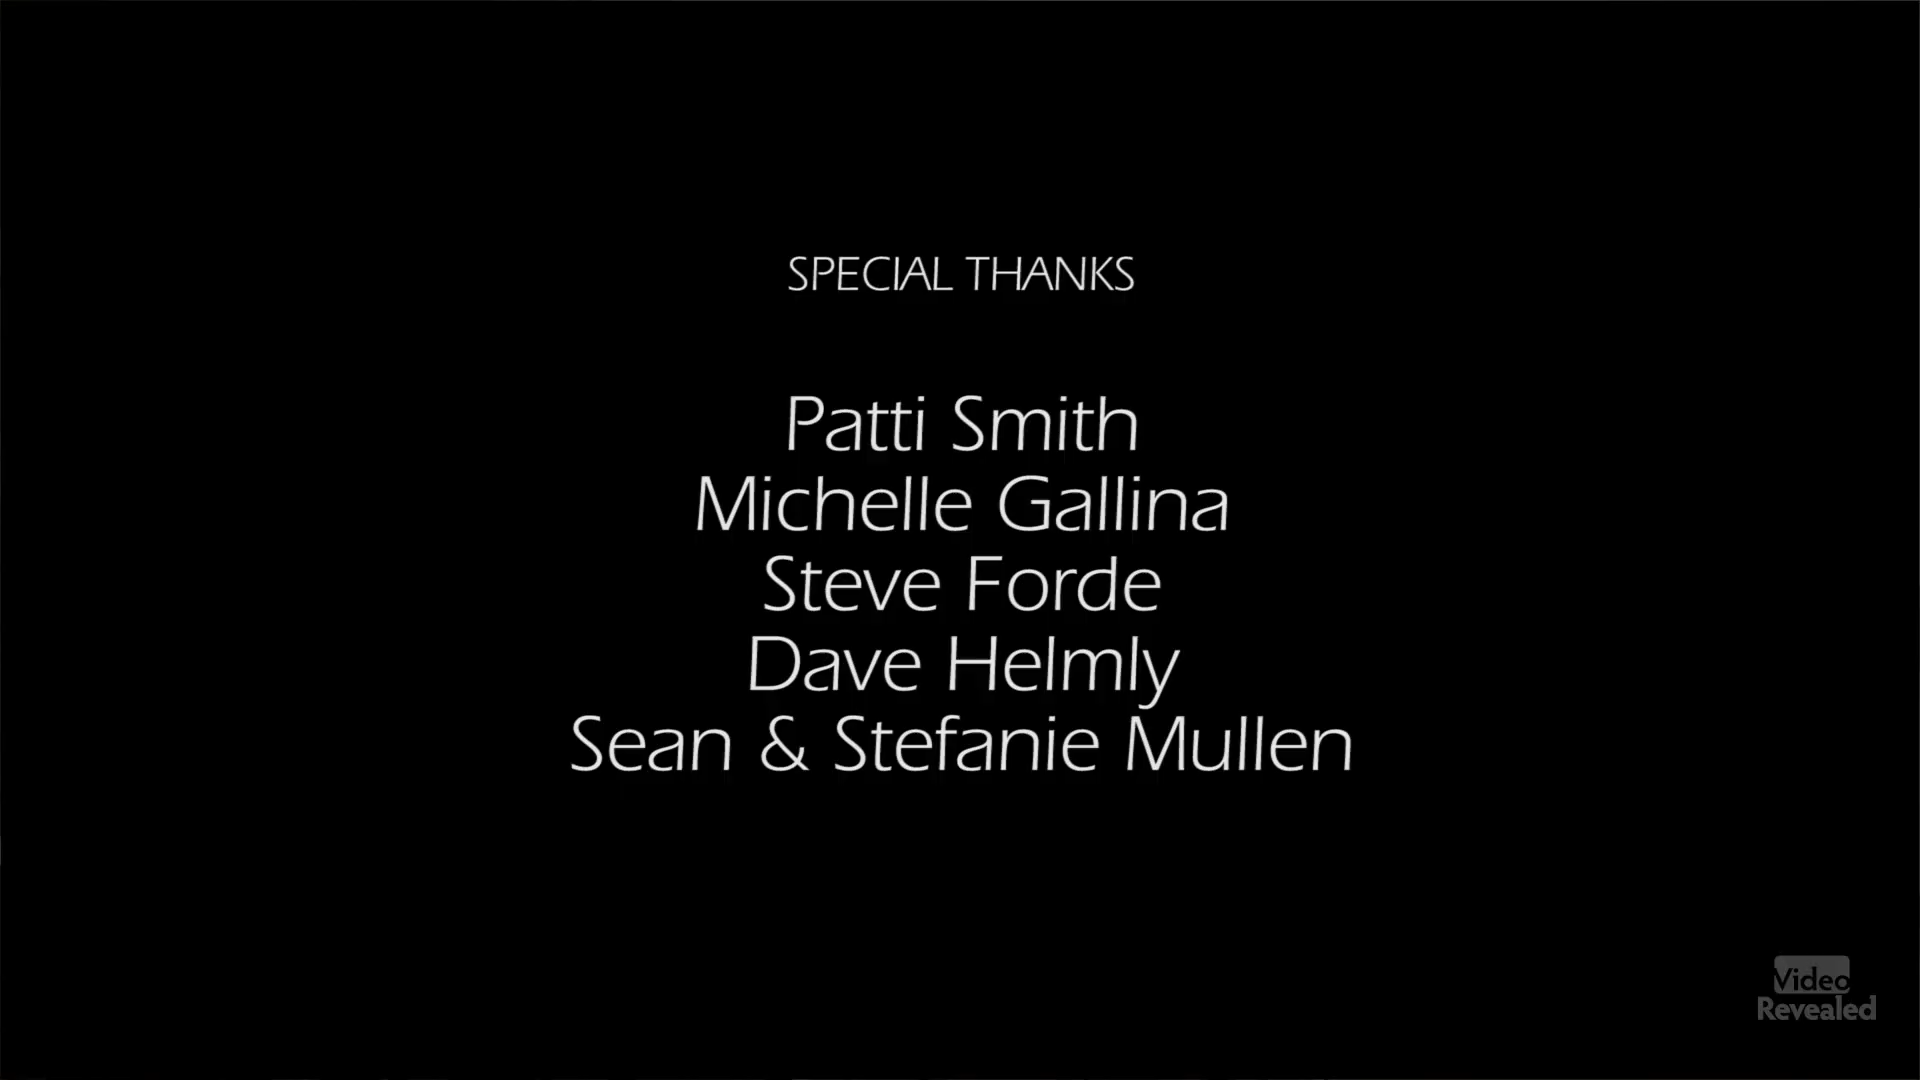 SPECIAL THANKS
Patti Smith
Michelle Gallina
Steve Forde
Dave Helmly
Sean & Stefanie Mullen
Video
Revealed